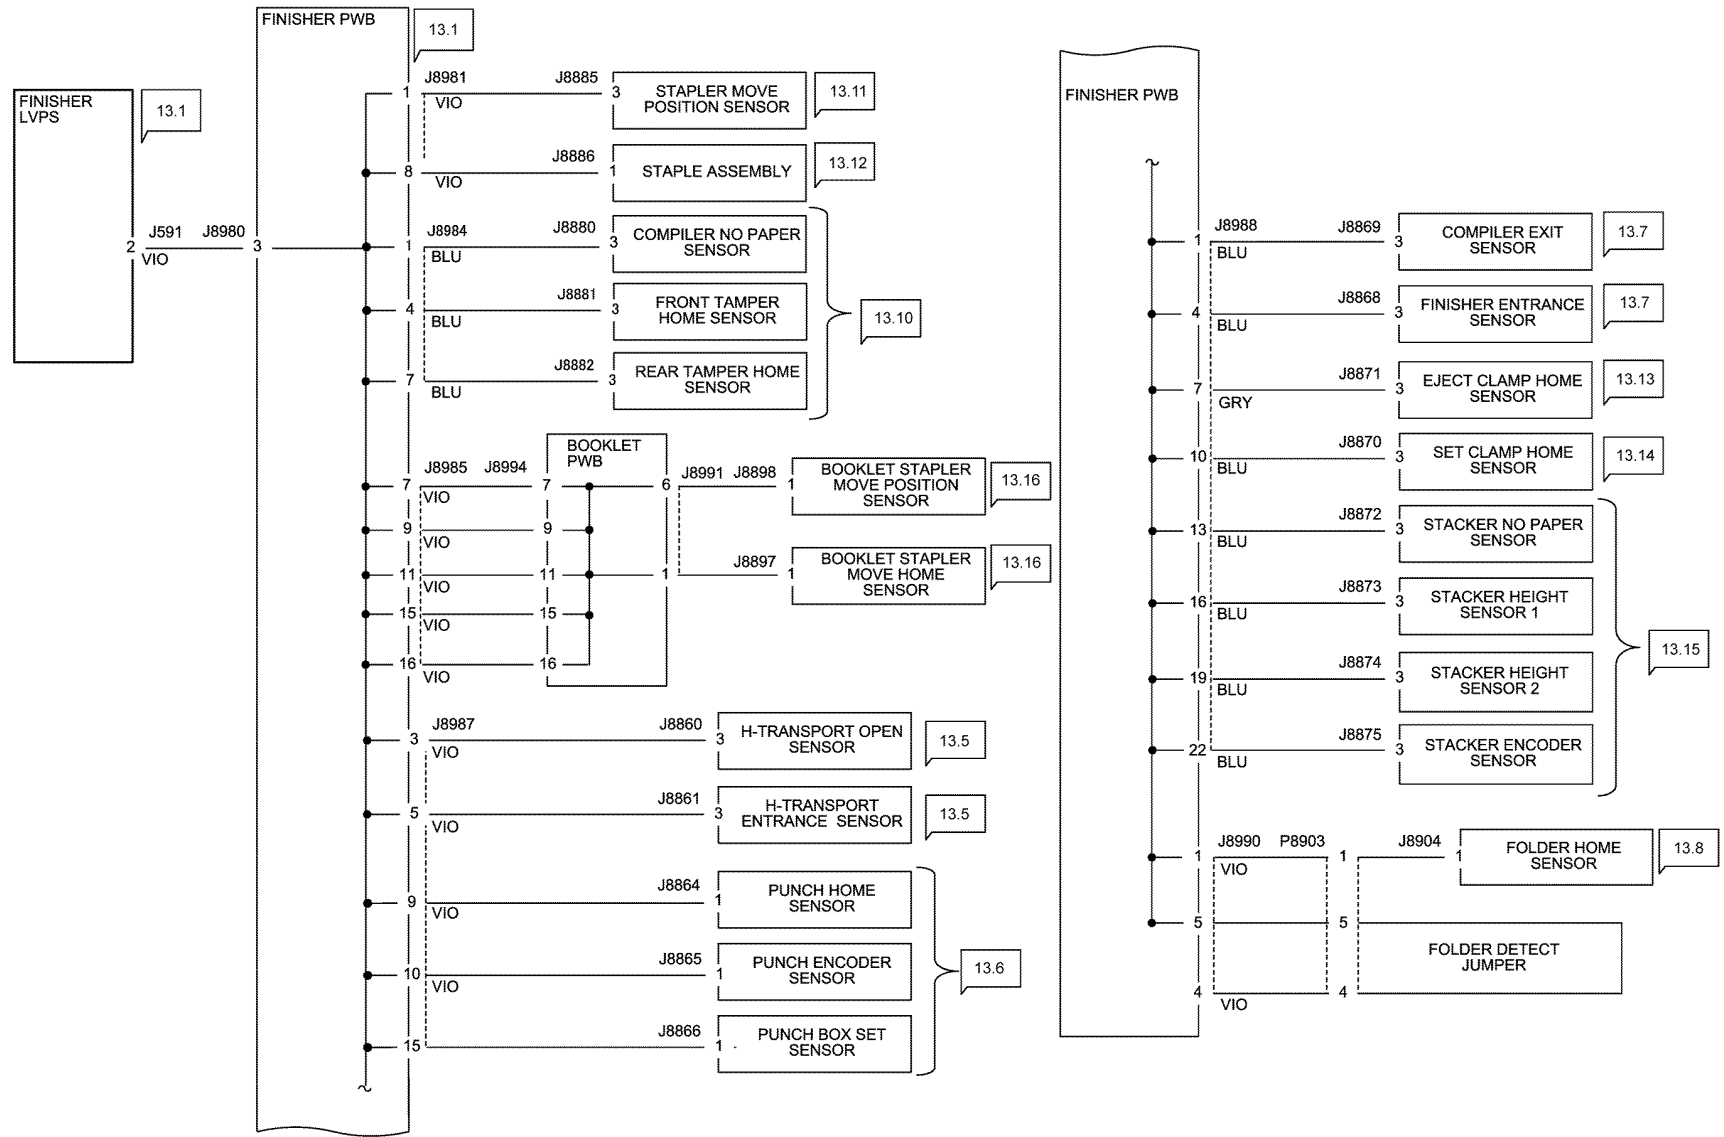 FINISHER PWB
13.1
FINISHER
LVPS
13.1
2
J591
VIO
J8980
3
1
J8981
VIO
J8885
3
STAPLER MOVE
POSITION SENSOR
13.11
8
VIO
J8886
1
STAPLE ASSEMBLY
13.12
1
J8984
BLU
J8880
3
COMPILER NO PAPER
SENSOR
4
BLU
J8881
3
FRONT TAMPER
HOME SENSOR
13.10
7
BLU
J8882
3
REAR TAMPER HOME
SENSOR
BOOKLET
PWB
7
J8985
VIO
J8994
7
6
J8991
J8898
1
BOOKLET STAPLER
MOVE POSITION
SENSOR
13.16
9
VIO
9
11
VIO
11
1
J8897
1
BOOKLET STAPLER
MOVE HOME
SENSOR
13.16
15
VIO
15
16
VIO
16
3
J8987
VIO
J8860
3
H-TRANSPORT OPEN
SENSOR
13.5
5
VIO
J8861
3
H-TRANSPORT
ENTRANCE SENSOR
13.5
9
VIO
J8864
1
PUNCH HOME
SENSOR
10
VIO
J8865
1
PUNCH ENCODER
SENSOR
13.6
15
J8866
1
PUNCH BOX SET
SENSOR
FINISHER PWB
1
J8988
BLU
J8869
3
COMPILER EXIT
SENSOR
13.7
4
BLU
J8868
3
FINISHER ENTRANCE
SENSOR
13.7
7
GRY
J8871
3
EJECT CLAMP HOME
SENSOR
13.13
10
BLU
J8870
3
SET CLAMP HOME
SENSOR
13.14
13
BLU
J8872
3
STACKER NO PAPER
SENSOR
16
BLU
J8873
3
STACKER HEIGHT
SENSOR 1
13.15
19
BLU
J8874
3
STACKER HEIGHT
SENSOR 2
22
BLU
J8875
3
STACKER ENCODER
SENSOR
1
J8990
VIO
P8903
1
J8904
1
FOLDER HOME
SENSOR
13.8
5
5
FOLDER DETECT
JUMPER
4
VIO
4